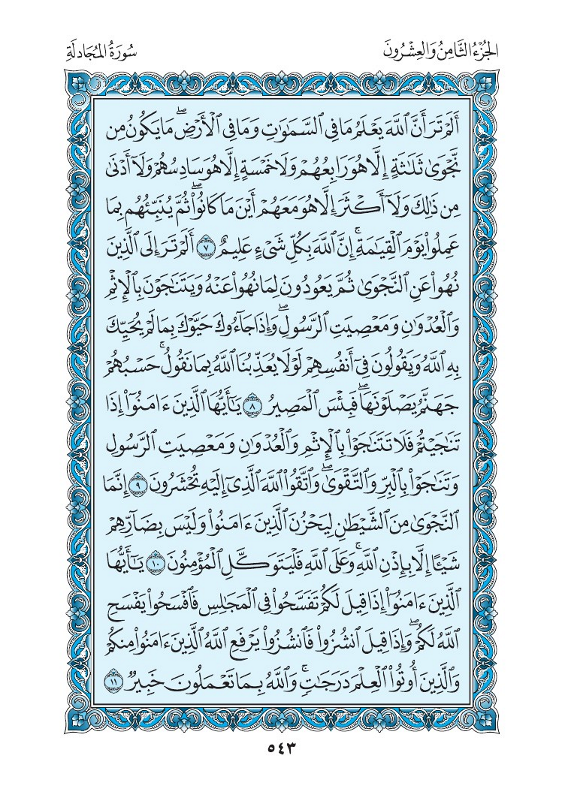 الجُزْءُ الثَّامِنُ وَالعِشْرُونَ
سُورَةُ المُجَادلَةِ
أَلَمْ تَرَ أَنَّ ٱللَّهَ يَعْلَمُ مَا فِى ٱلسَّمَٰوَٰتِ وَمَا فِى ٱلْأَرْضِ ۖ مَا يَكُونُ مِن
نَّجْوَىٰ ثَلَٰثَةٍ إِلَّا هُوَ رَابِعُهُمْ وَلَا خَمْسَةٍ إِلَّا هُوَ سَادِسُهُمْ وَلَآ أَدْنَىٰ
مِن ذَٰلِكَ وَلَآ أَكْثَرَ إِلَّا هُوَ مَعَهُمْ أَيْنَ مَا كَانُوا۟ ۖ ثُمَّ يُنَبِّئُهُم بِمَا
عَمِلُوا۟ يَوْمَ ٱلْقِيَٰمَةِ ۚ إِنَّ ٱللَّهَ بِكُلِّ شَىْءٍ عَلِيمٌ ٧ أَلَمْ تَرَ إِلَى ٱلَّذِينَ
نُهُوا۟ عَنِ ٱلنَّجْوَىٰ ثُمَّ يَعُودُونَ لِمَا نُهُوا۟ عَنْهُ وَيَتَنَٰجَوْنَ بِٱلْإِثْمِ
وَٱلْعُدْوَٰنِ وَمَعْصِيَتِ ٱلرَّسُولِ ۖ وَإِذَا جَآءُوكَ حَيَّوْكَ بِمَا لَمْ يُحَيِّكَ
بِهِ ٱللَّهُ وَيَقُولُونَ فِىٓ أَنفُسِهِمْ لَوْلَا يُعَذِّبُنَا ٱللَّهُ بِمَا نَقُولُ ۚ حَسْبُهُمْ
جَهَنَّمُ يَصْلَوْنَهَا ۖ فَبِئْسَ ٱلْمَصِيرُ ٨ يَٰٓأَيُّهَا ٱلَّذِينَ ءَامَنُوٓا۟ إِذَا
تَنَٰجَيْتُمْ فَلَا تَتَنَٰجَوْا۟ بِٱلْإِثْمِ وَٱلْعُدْوَٰنِ وَمَعْصِيَتِ ٱلرَّسُولِ
وَتَنَٰجَوْا۟ بِٱلْبِرِّ وَٱلتَّقْوَىٰ ۖ وَٱتَّقُوا۟ ٱللَّهَ ٱلَّذِىٓ إِلَيْهِ تُحْشَرُونَ ٩ إِنَّمَا
ٱلنَّجْوَىٰ مِنَ ٱلشَّيْطَٰنِ لِيَحْزُنَ ٱلَّذِينَ ءَامَنُوا۟ وَلَيْسَ بِضَآرِّهِمْ
شَيْـًٔا إِلَّا بِإِذْنِ ٱللَّهِ ۚ وَعَلَى ٱللَّهِ فَلْيَتَوَكَّلِ ٱلْمُؤْمِنُونَ ١٠ يَٰٓأَيُّهَا
ٱلَّذِينَ ءَامَنُوٓا۟ إِذَا قِيلَ لَكُمْ تَفَسَّحُوا۟ فِى ٱلْمَجَٰلِسِ فَٱفْسَحُوا۟ يَفْسَحِ
ٱللَّهُ لَكُمْ ۖ وَإِذَا قِيلَ ٱنشُزُوا۟ فَٱنشُزُوا۟ يَرْفَعِ ٱللَّهُ ٱلَّذِينَ ءَامَنُوا۟ مِنكُمْ
وَٱلَّذِينَ أُوتُوا۟ ٱلْعِلْمَ دَرَجَٰتٍ ۚ وَٱللَّهُ بِمَا تَعْمَلُونَ خَبِيرٌ ١١
٥٤٣